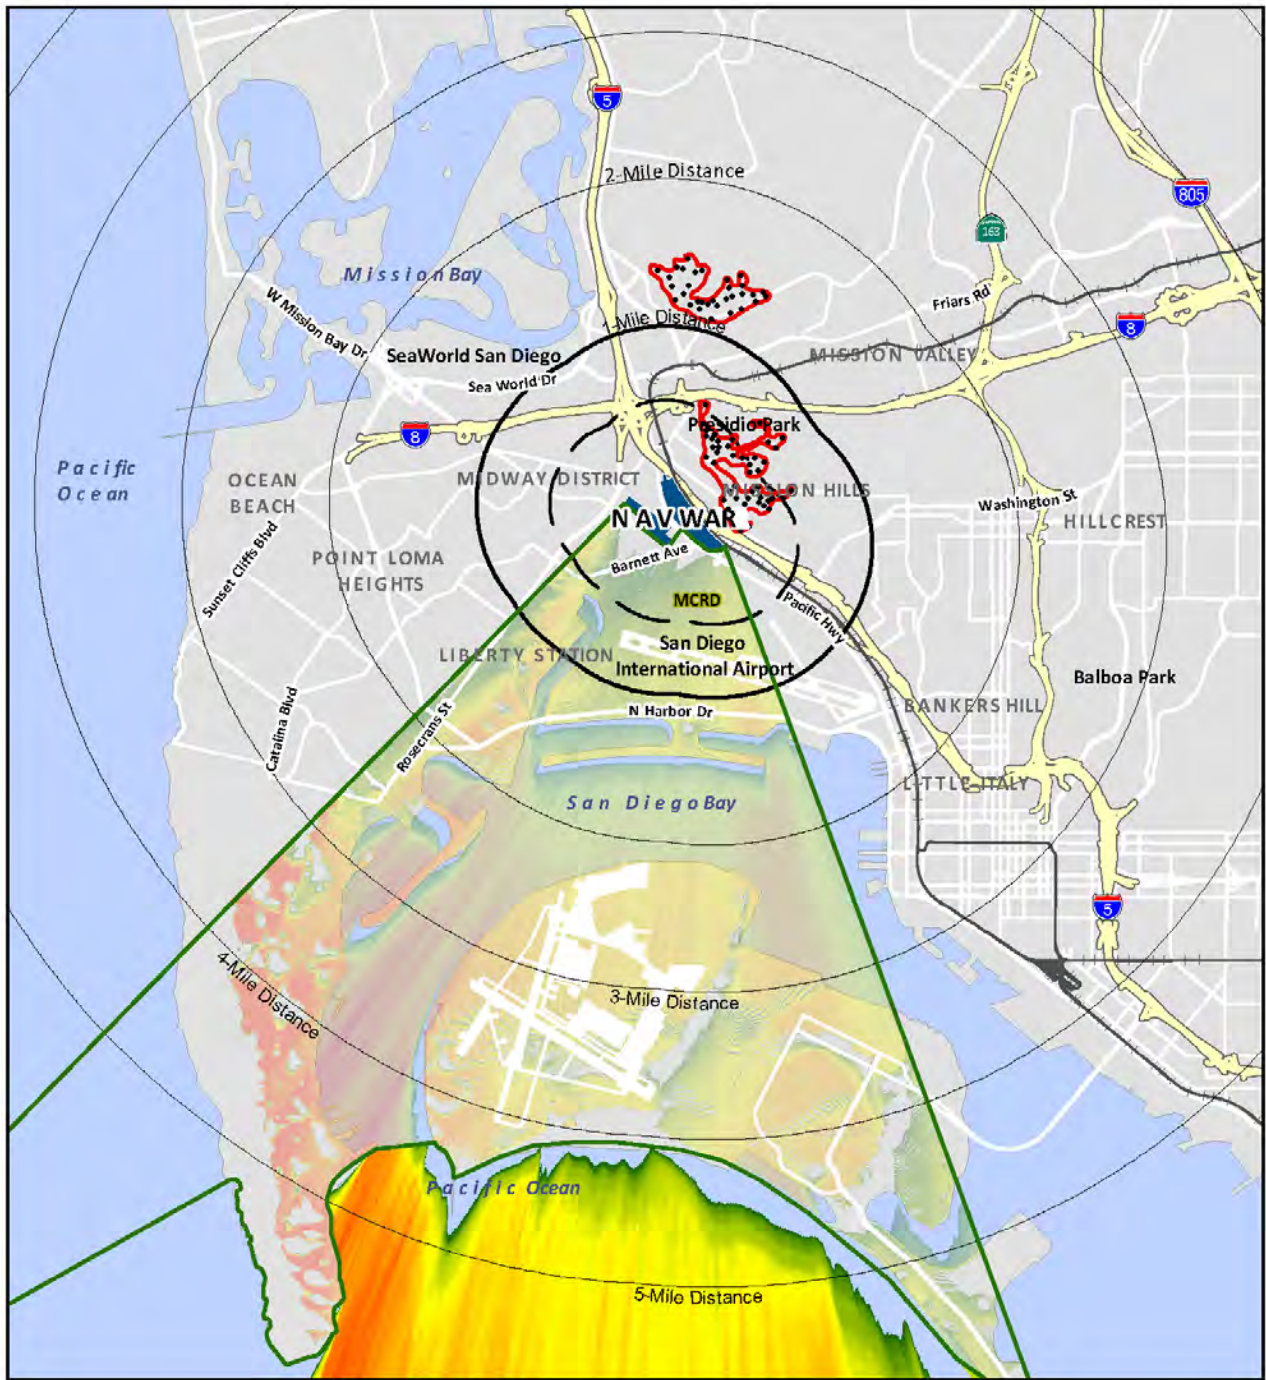 5
2-Mile Distance
805
163
Mission Bay
W Mission Bay Dr
Friars Rd
1-Mile Distance
8
SeaWorld San Diego
MISSION VALLEY
Sea World Dr
Presidio Park
8
Pacific
Ocean
OCEAN
BEACH
MIDWAY DISTRICT
MISSION HILLS
Washington St
HILLCREST
NAVWAR
Sunset Cliffs Blvd
POINT LOMA
HEIGHTS
Barnett Ave
MCRD
Pacific Hwy
San Diego
International Airport
LIBERTY STATION
Balboa Park
Catalina Blvd
Rosecrans St
N Harbor Dr
BANKERS HILL
LITTLE ITALY
San Diego Bay
5
4-Mile Distance
3-Mile Distance
Pacific Ocean
5-Mile Distance